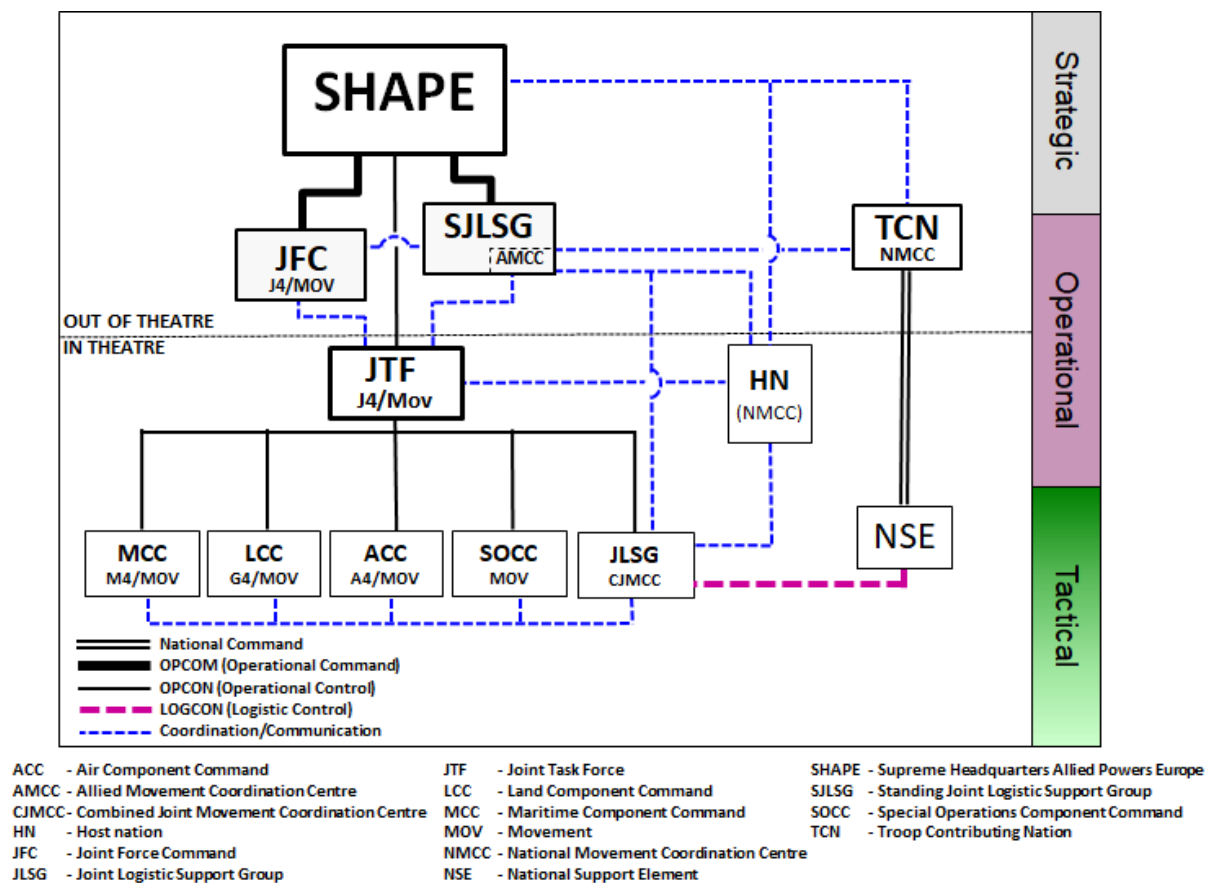 SHAPE
Strategic
SJLSG
AMCC
TCN
NMCC
JFC
J4/MOV
Operational
OUT OF THEATRE
IN THEATRE
JTF
J4/Mov
HN
(NMCC)
MCC
M4/MOV
LCC
G4/MOV
ACC
A4/MOV
SOCC
MOV
JLSG
CJMCC
NSE
Tactical
National Command
OPCOM (Operational Command)
OPCON (Operational Control)
LOGCON (Logistic Control)
Coordination/Communication
ACC - Air Component Command
AMCC - Allied Movement Coordination Centre
CJMCC - Combined Joint Movement Coordination Centre
HN - Host nation
JFC - Joint Force Command
JLSG - Joint Logistic Support Group
JTF - Joint Task Force
LCC - Land Component Command
MCC - Maritime Component Command
MOV - Movement
NMCC - National Movement Coordination Centre
NSE - National Support Element
SHAPE - Supreme Headquarters Allied Powers Europe
SJLSG - Standing Joint Logistic Support Group
SOCC - Special Operations Component Command
TCN - Troop Contributing Nation